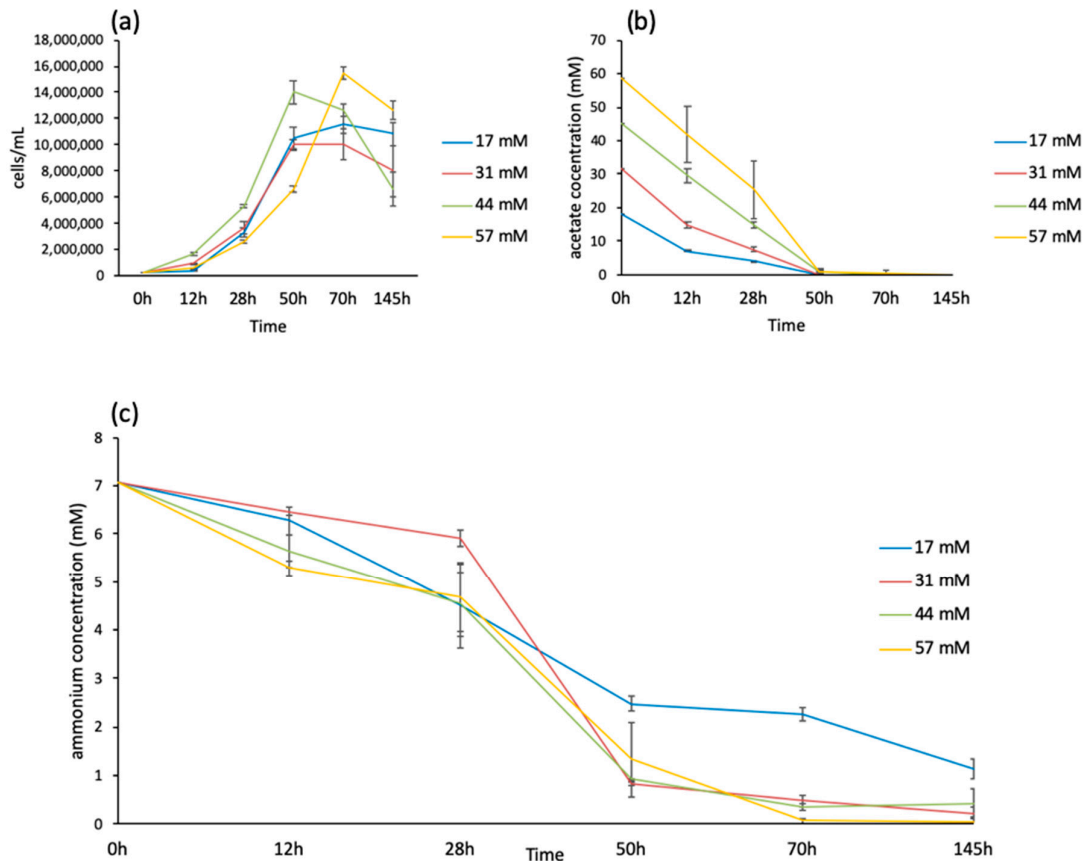 (a)
18,000,000
16,000,000
14,000,000
12,000,000
10,000,000
8,000,000
6,000,000
4,000,000
2,000,000
0
cells/mL
0h 12h 28h 50h 70h 145h
Time
17 mM
31 mM
44 mM
57 mM
(b)
70
60
50
40
30
20
10
0
acetate cocentration (mM)
0h 12h 28h 50h 70h 145h
Time
17 mM
31 mM
44 mM
57 mM
(c)
8
7
6
5
4
3
2
1
0
ammonium concentration (mM)
0h 12h 28h 50h 70h 145h
Time
17 mM
31 mM
44 mM
57 mM